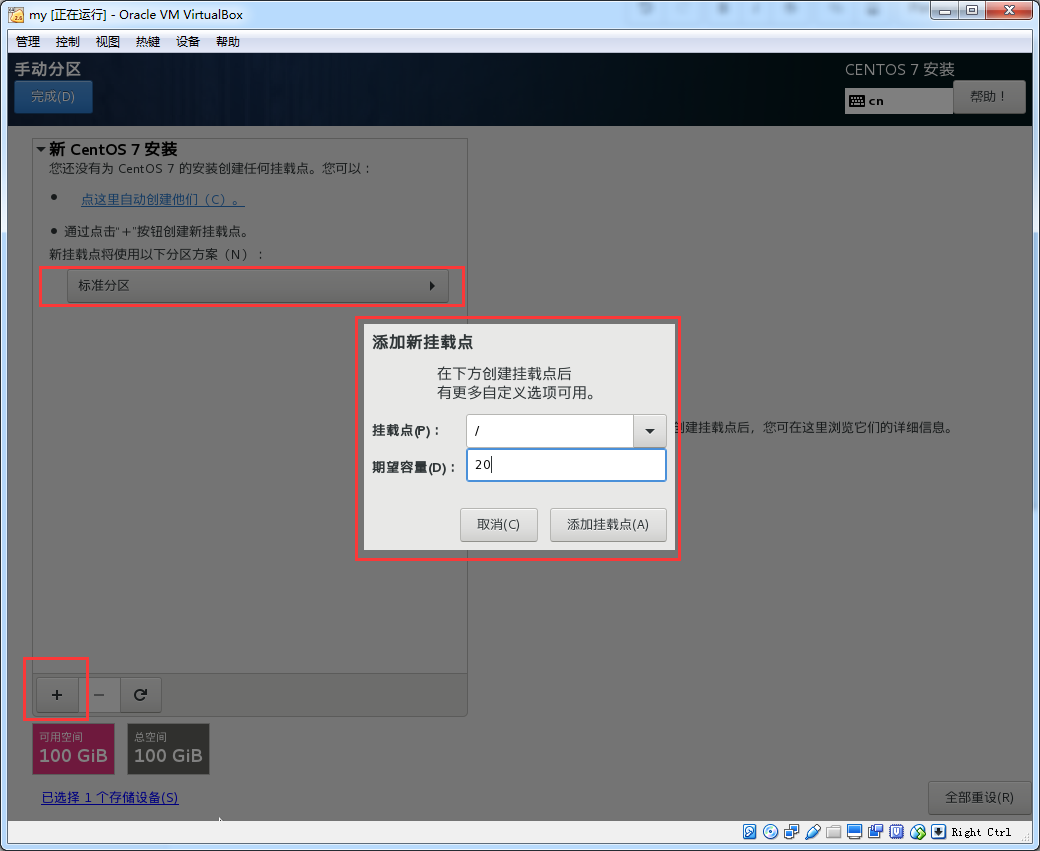 my [正在运行] - Oracle VM VirtualBox
管理 控制 视图 热键 设备 帮助
手动分区
完成(D)
CENTOS 7 安装
cn
帮助！
新 CentOS 7 安装
您还没有为 CentOS 7 的安装创建任何挂载点。您可以：
点这里自动创建他们（C）。
通过点击“+”按钮创建新挂载点。
新挂载点将使用以下分区方案（N）：
标准分区
添加新挂载点
在下方创建挂载点后
有更多自定义选项可用。
挂载点(P)： /
期望容量(D)： 20
取消(C) 添加挂载点(A)
创建挂载点后，您可在这里浏览它们的详细信息。
+ −
可用空间
100 GiB
总空间
100 GiB
已选择 1 个存储设备(S)
全部重设(R)
Right Ctrl